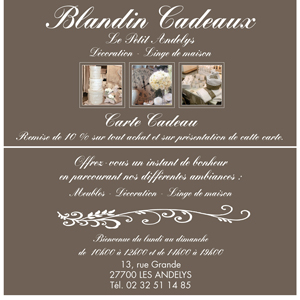 Blandin Cadeaux
Le Petit Andelys
Décoration - Linge de maison
Carte Cadeau
Remise de 10 % sur tout achat et sur présentation de cette carte.
Offrez-vous un instant de bonheur
en parcourant nos différentes ambiances :
Meubles - Décoration - Linge de maison
Bienvenue du lundi au dimanche
de 10h00 à 12h00 et de 14h00 à 19h00
13, rue Grande
27700 LES ANDELYS
Tél. 02 32 51 14 85